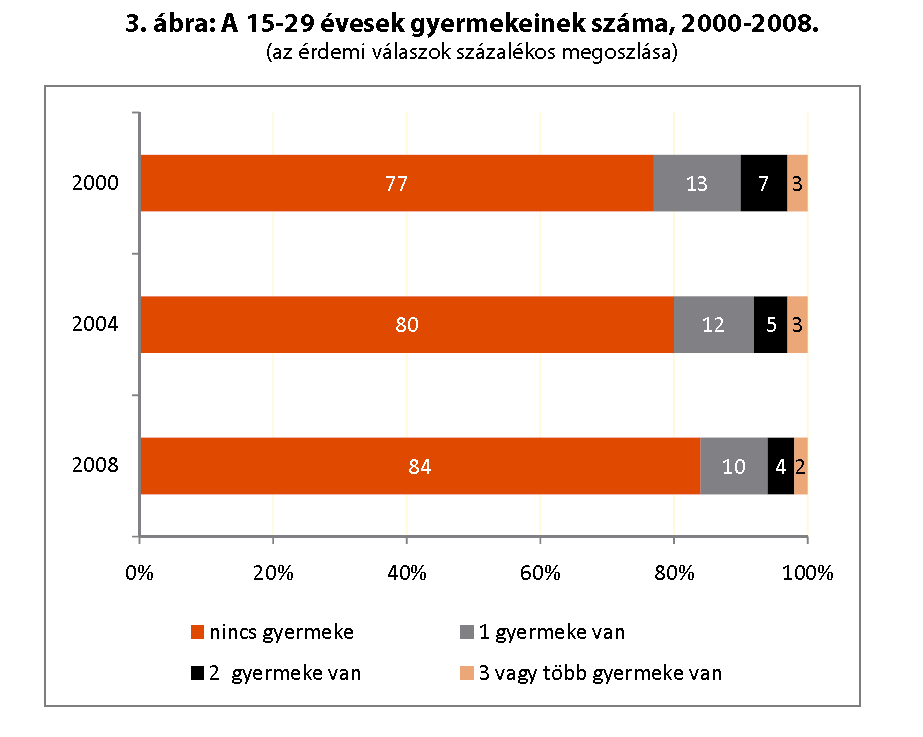 3. ábra: A 15-29 évesek gyermekeinek száma, 2000-2008.
(az érdemi válaszok százalékos megoszlása)
2000 77 13 7 3
2004 80 12 5 3
2008 84 10 4 2
0% 20% 40% 60% 80% 100%
nincs gyermeke 1 gyermeke van
2 gyermeke van 3 vagy több gyermeke van